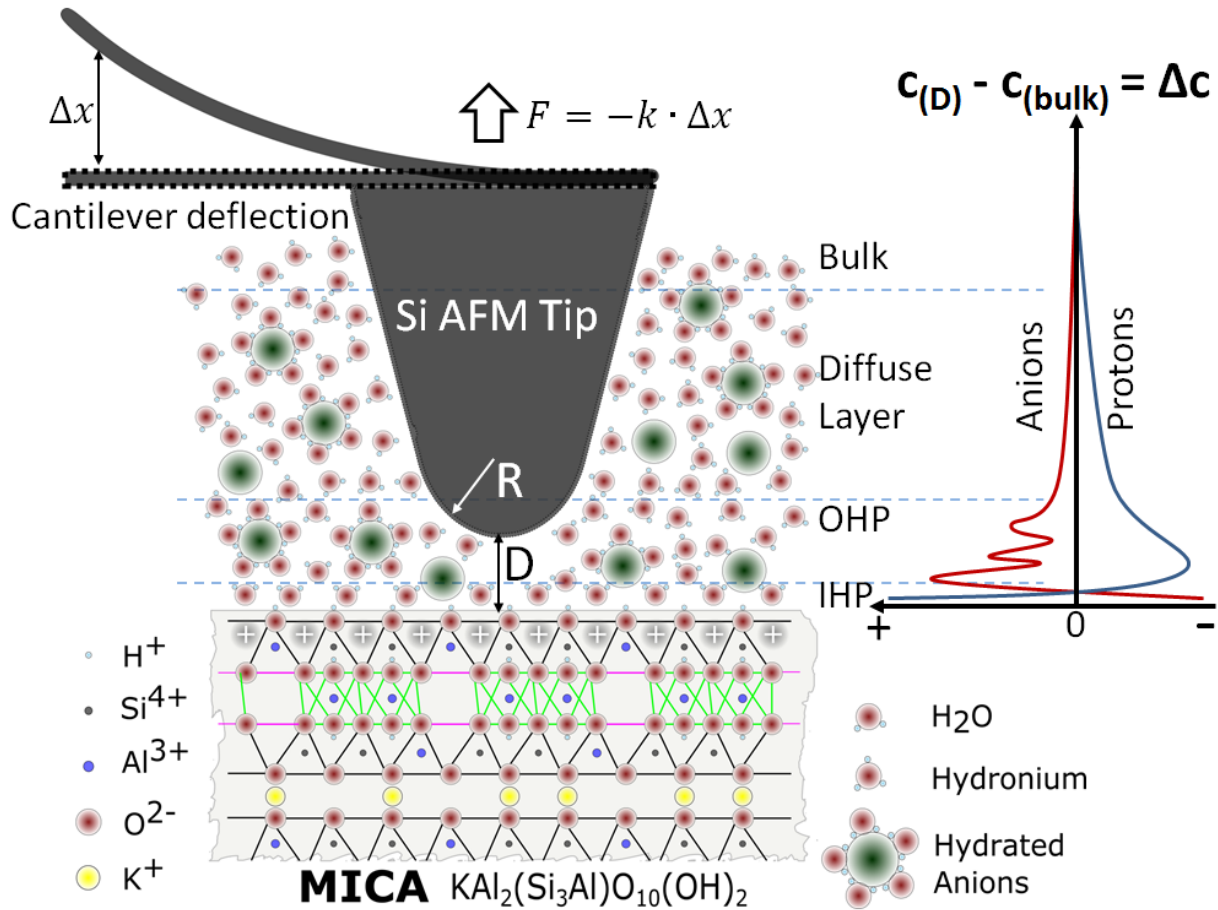 c(D) - c(bulk) = Δc
Δx
F = −k · Δx
Cantilever deflection
Si AFM Tip
R
D
Bulk
Diffuse
Layer
OHP
IHP
Anions
Protons
+ 0 -
+ + + + + + + + + +
H+
Si4+
Al3+
O2-
K+
H2O
Hydronium
Hydrated
Anions
MICA KAl2(Si3Al)O10(OH)2